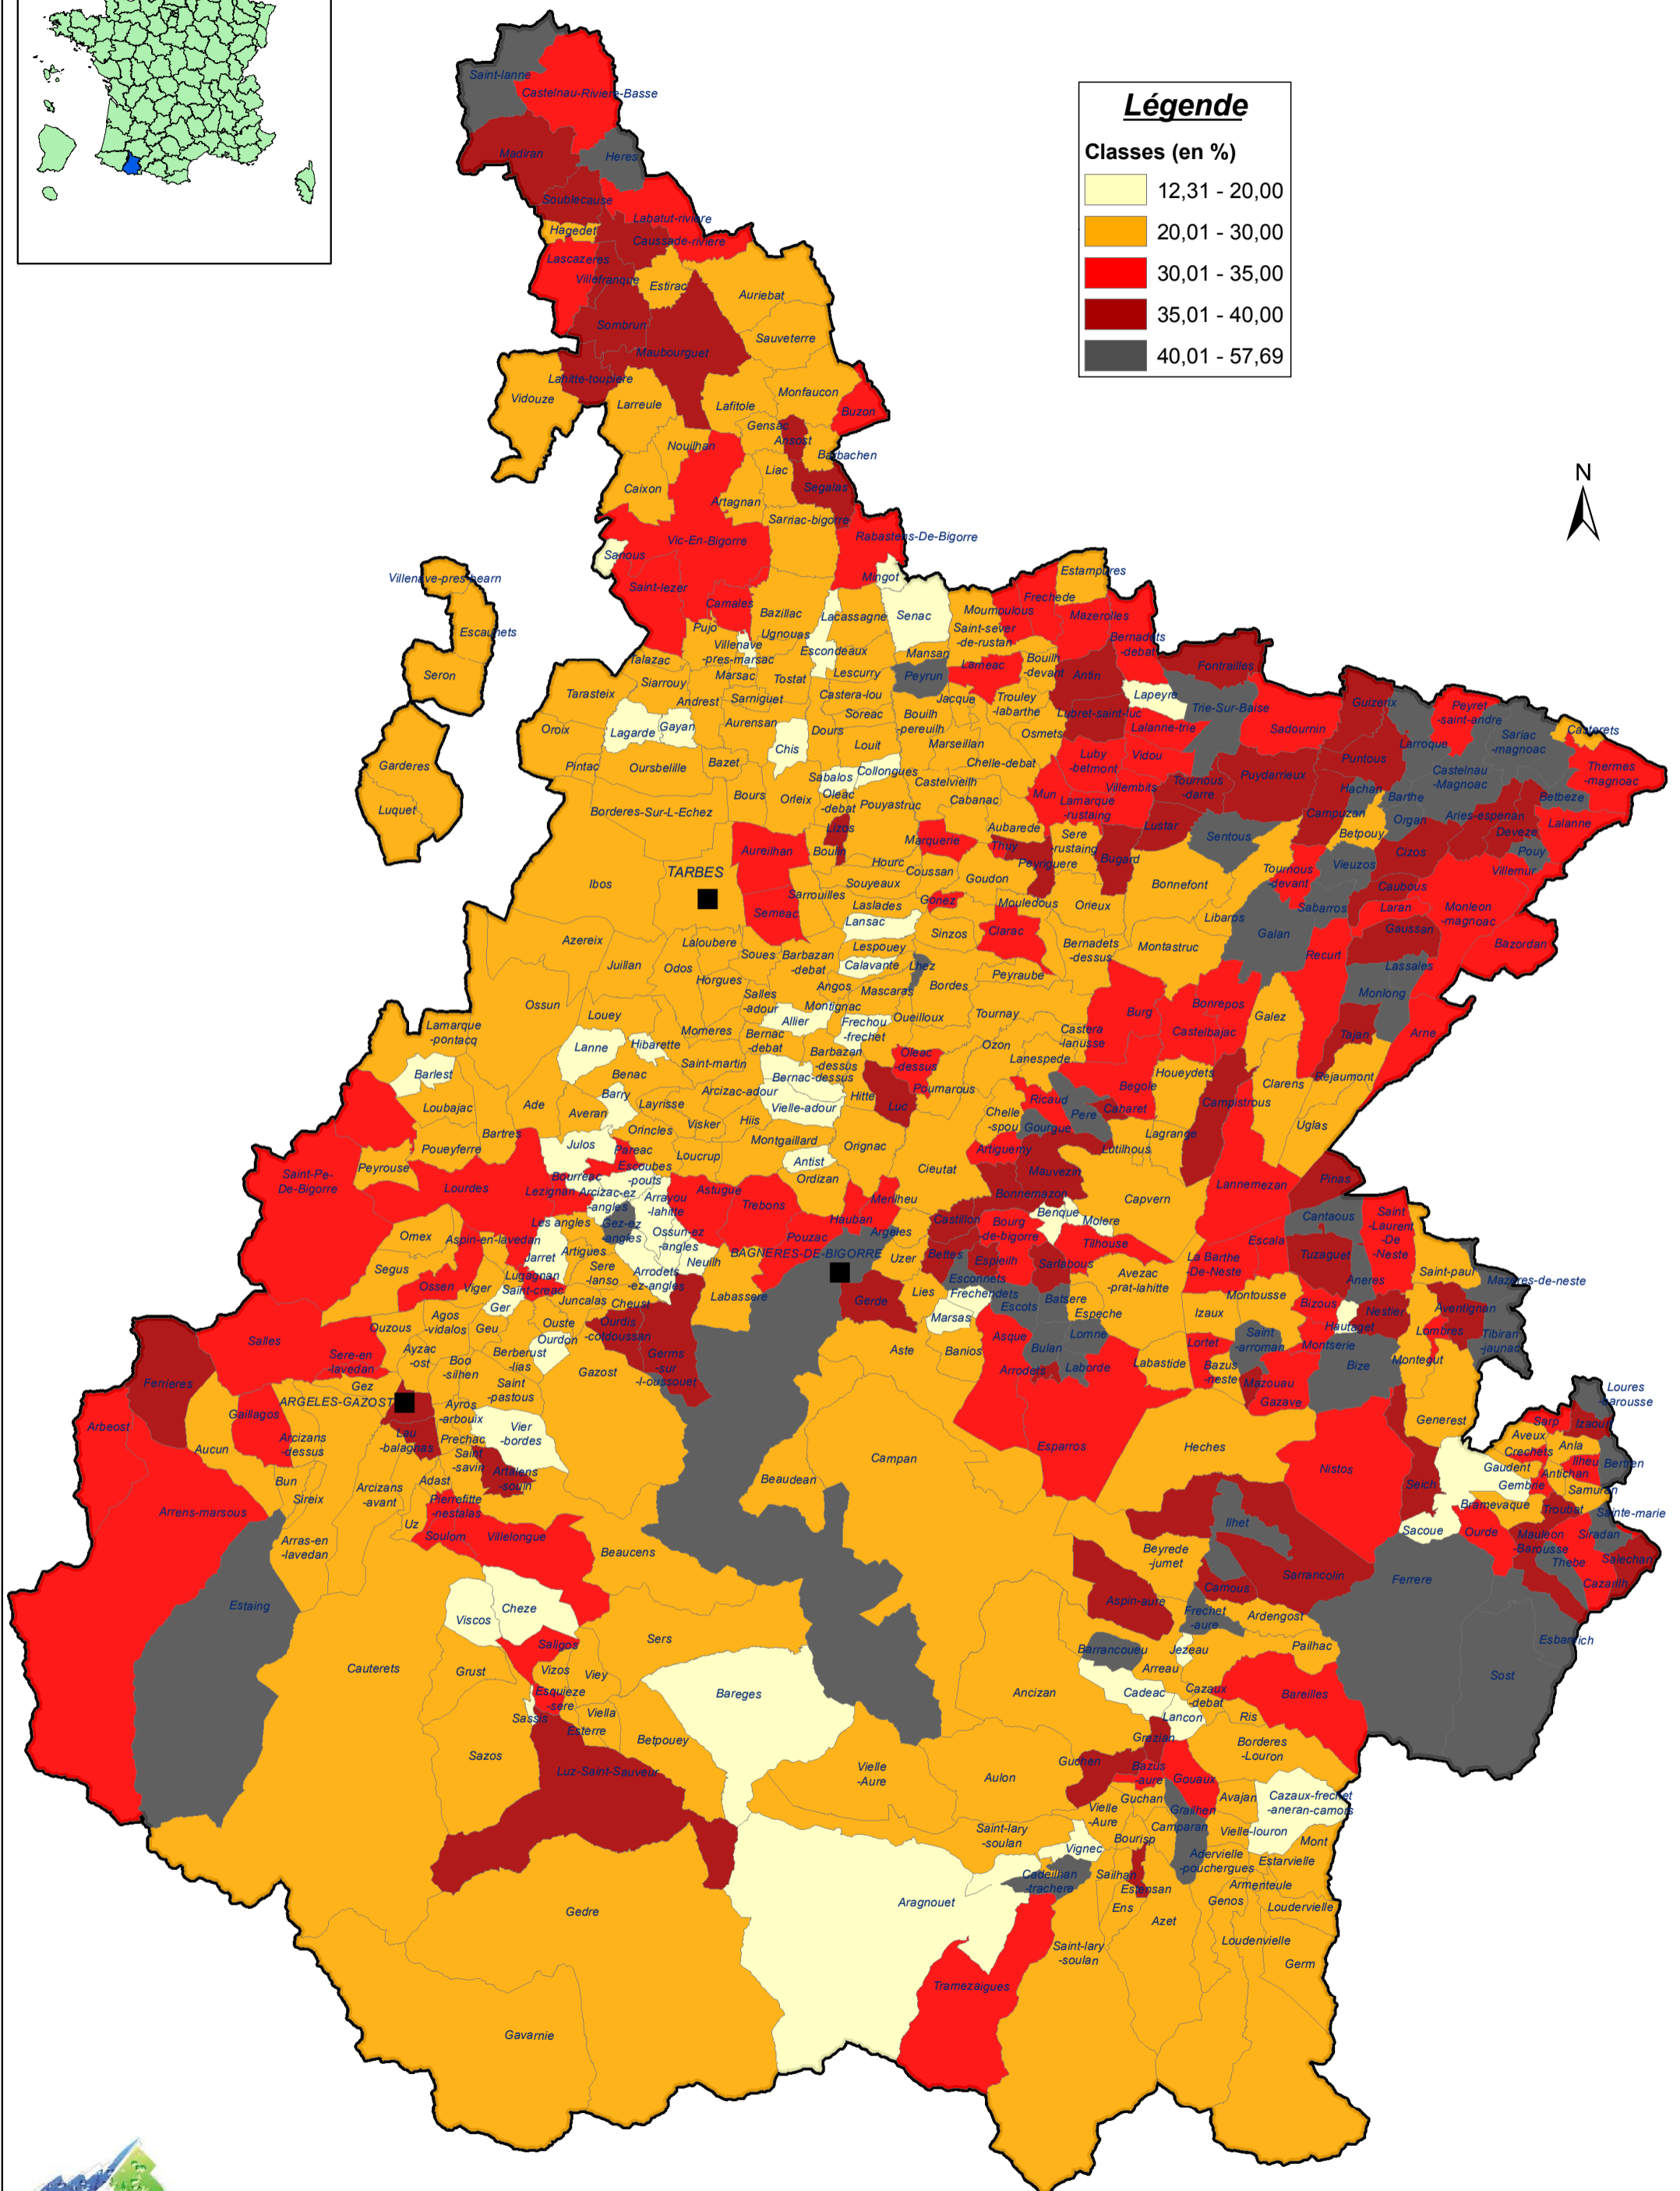 Légende
Classes (en %)
12,31 - 20,00
20,01 - 30,00
30,01 - 35,00
35,01 - 40,00
40,01 - 57,69
N
Saint-lanne
Castelnau-Riviere-Basse
Madiran
Heres
Soublecause
Labatut-riviere
Hagedet
Caussade-riviere
Lascazeres
Villefranque
Estirac
Auriebat
Sombrun
Sauveterre
Maubourguet
Lahitte-toupiere
Vidouze
Larreule
Lafitole
Monfaucon
Buzon
Gensac
Ansost
Nouilhan
Barbachen
Liac
Caixon
Segalas
Artagnan
Sarriac-bigorre
Vic-En-Bigorre
Rabastens-De-Bigorre
Sanous
Mingot
Saint-lezer
Villenave-pres-bearn
Estampures
Frechede
Camales
Bazillac
Lacassagne
Senac
Moumoulous
Mazerolles
Pujo
Ugnouas
Saint-sever
-de-rustan
Bernadets
-debat
Escaunets
Villenave
-pres-marsac
Escondeaux
Mansan
Talazac
Lameac
Bouilh
-devant
Antin
Fontrailles
Seron
Siarrouy
Marsac
Tostat
Lescurry
Peyrun
Lapeyre
Tarasteix
Andrest
Sarniguet
Castera-lou
Jacque
Trouley
-labarthe
Trie-Sur-Baise
Guizerix
Peyret
-saint-andre
Lagarde
Gayan
Aurensan
Soreac
Bouilh
-pereuilh
Lubret-saint-luc
Lalanne-trie
Sadournin
Casterets
Oroix
Chis
Dours
Louit
Marseillan
Osmets
Larroque
Sariac
-magnoac
Garderes
Pintac
Oursbelille
Bazet
Sabalos
Collongues
Chelle-debat
Luby
-betmont
Vidou
Puntous
Castelnau
-Magnoac
Thermes
-magnoac
Castelvieilh
Villembits
Tournous
-darre
Puydarrieux
Hachan
Barthe
Betbeze
Luquet
Borderes-Sur-L-Echez
Bours
Orleix
Oleac
-debat
Pouyastruc
Cabanac
Mun
Lamarque
-rustaing
Campuzan
Organ
Aries-espenan
Lizos
Aubarede
Sere
-rustaing
Lustar
Sentous
Betpouy
Deveze
Lalanne
Aureilhan
Boulin
Marquerie
Thuy
Peyriguere
Bugard
Vieuzos
Cizos
Pouy
TARBES
Hourc
Coussan
Goudon
Tournous
-devant
Villemur
Ibos
Souyeaux
Bonnefont
Caubous
Sarrouilles
Laslades
Gonez
Mouledous
Orieux
Sabarros
Laran
Monleon
-magnoac
Semeac
Lansac
Sinzos
Clarac
Libaros
Galan
Gaussan
Azereix
Laloubere
Lespouey
Bernadets
-dessus
Montastruc
Recurt
Bazordan
Juillan
Odos
Soues
Barbazan
-debat
Calavante
Lhez
Peyraube
Lassales
Horgues
Angos
Mascaras
Bordes
Monlong
Ossun
Louey
Salles
-adour
Montignac
Oueilloux
Tournay
Burg
Bonrepos
Galez
Lamarque
-pontacq
Momeres
Allier
Frechou
-frechet
Castera
-lanusse
Castelbajac
Tajan
Arne
Lanne
Hibarette
Bernac
-debat
Barbazan
-dessus
Oleac
-dessus
Ozon
Lanespede
Barlest
Benac
Saint-martin
Bernac-dessus
Poumarous
Begole
Houeydets
Clarens
Rejaumont
Loubajac
Ade
Averan
Barry
Layrisse
Arcizac-adour
Vielle-adour
Hitte
Luc
Chelle
-spou
Ricaud
Pere
Caharet
Campistrous
Visker
Hiis
Gourgue
Uglas
Bartres
Orincles
Montgaillard
Orignac
Lagrange
Poueyferre
Julos
Pareac
Loucrup
Antist
Artiguemy
Lutilhous
Peyrouse
Escoubes
-pouts
Ordizan
Cieutat
Mauvezin
Pinas
Saint-Pe-
De-Bigorre
Lourdes
Bourreac
Lezignan
Arcizac-ez
-angles
Arrayou
-lahitte
Astugue
Trebons
Merilheu
Bonnemazon
Capvern
Lannemezan
Les angles
Gez-ez
-angles
Hauban
Castillon
Benque
Molere
Cantaous
Saint
-Laurent
-De
-Neste
Omex
Aspin-en-lavedan
Ossun-ez
-angles
Pouzac
Argeles
Bourg
-de-bigorre
Tilhouse
Escala
Jarret
Artigues
Neuilh
BAGNERES-DE-BIGORRE
Uzer
Bettes
Espieilh
Sarlabous
La Barthe
-De-Neste
Tuzaguet
Segus
Ossen
Viger
Lugagnan
Sere
-lanso
Arrodets
-ez-angles
Labassere
Esconnets
Avezac
-prat-lahitte
Aneres
Saint-paul
Mazeres-de-neste
Saint-creac
Juncalas
Cheust
Gerde
Lies
Frechendets
Escots
Batsere
Espeche
Montousse
Ger
Marsas
Izaux
Bizous
Nestier
Aventignan
Agos
-vidalos
Geu
Ouste
Ourdis
-cotdoussan
Hautaget
Lombres
Tibiran
-jaunac
Ouzous
Ourdon
Asque
Lomne
Saint
-arroman
Montserie
Salles
Ayzac
-ost
Berberust
-lias
Germs
-sur
-l-oussouet
Aste
Banios
Bulan
Lortet
Bize
Montegut
Sere-en
-lavedan
Boo
-silhen
Gazost
Arrodets
Laborde
Labastide
Bazus
-neste
Mazouau
Ferrieres
Gez
Saint
-pastous
Gazave
Loures
-barousse
ARGELES-GAZOST
Ayros
-arbouix
Gaillagos
Vier
-bordes
Generest
Sarp
Izaourt
Arbeost
Arcizans
-dessus
Lau
-balagnas
Prechac
Esparros
Heches
Aveux
Anla
Aucun
Saint
-savin
Campan
Crechets
Ilheu
Bertren
Bun
Arcizans
-avant
Adast
Artalens
-souin
Beaudean
Nistos
Seich
Gaudent
Antichan
Sireix
Gembrie
Samuran
Arrens-marsous
Pierrefitte
-nestalas
Bramevaque
Troubat
Sainte-marie
Uz
Soulom
Villelongue
Ilhet
Sacoue
Ourde
Mauleon
-Barousse
Siradan
Arras-en
-lavedan
Beaucens
Beyrede
-jumet
Thebe
Salechan
Sarrancolin
Ferrere
Cazarilh
Estaing
Viscos
Cheze
Aspin-aure
Camous
Frechet
-aure
Ardengost
Saligos
Sers
Barrancoueu
Jezeau
Pailhac
Esbareich
Cauterets
Grust
Vizos
Viey
Arreau
Sost
Esquieze
-sere
Bareges
Ancizan
Cadeac
Cazaux
-debat
Bareilles
Sassis
Viella
Lancon
Ris
Esterre
Betpouey
Grezian
Borderes
-Louron
Sazos
Luz-Saint-Sauveur
Vielle
-Aure
Aulon
Guchen
Bazus
-aure
Gouaux
Guchan
Avajan
Cazaux-frechet
-aneran-camors
Vielle
-Aure
Grailhen
Saint-lary
-soulan
Bourisp
Camparan
Vielle-louron
Mont
Vignec
Adervielle
-pouchergues
Estarvielle
Cadeilhan
-trachere
Sailhan
Estensan
Armenteule
Aragnouet
Ens
Genos
Loudervielle
Gedre
Azet
Saint-lary
-soulan
Loudenvielle
Germ
Tramezaigues
Gavarnie